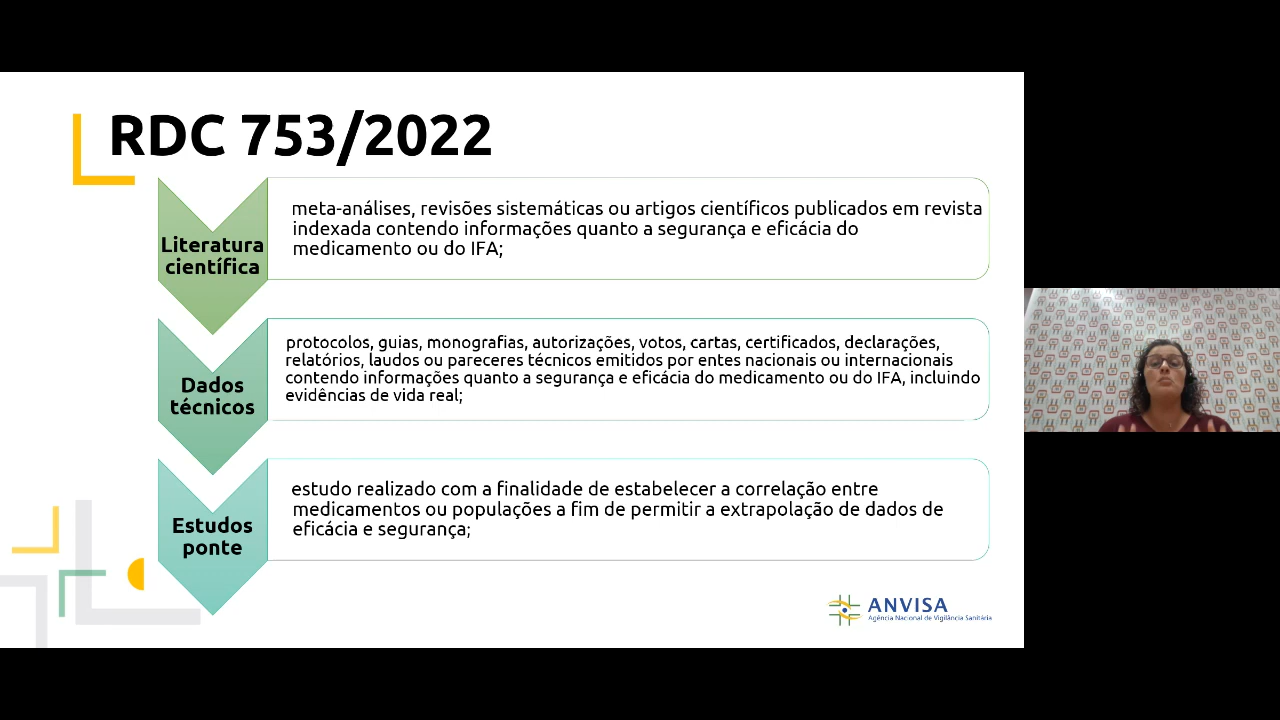 RDC 753/2022
Literatura
científica
meta-análises, revisões sistemáticas ou artigos científicos publicados em revista
indexada contendo informações quanto a segurança e eficácia do
medicamento ou do IFA;
Dados
técnicos
protocolos, guias, monografias, autorizações, votos, cartas, certificados, declarações,
relatórios, laudos ou pareceres técnicos emitidos por entes nacionais ou internacionais
contendo informações quanto a segurança e eficácia do medicamento ou do IFA, incluindo
evidências de vida real;
Estudos
ponte
estudo realizado com a finalidade de estabelecer a correlação entre
medicamentos ou populações a fim de permitir a extrapolação de dados de
eficácia e segurança;
ANVISA
Agência Nacional de Vigilância Sanitária